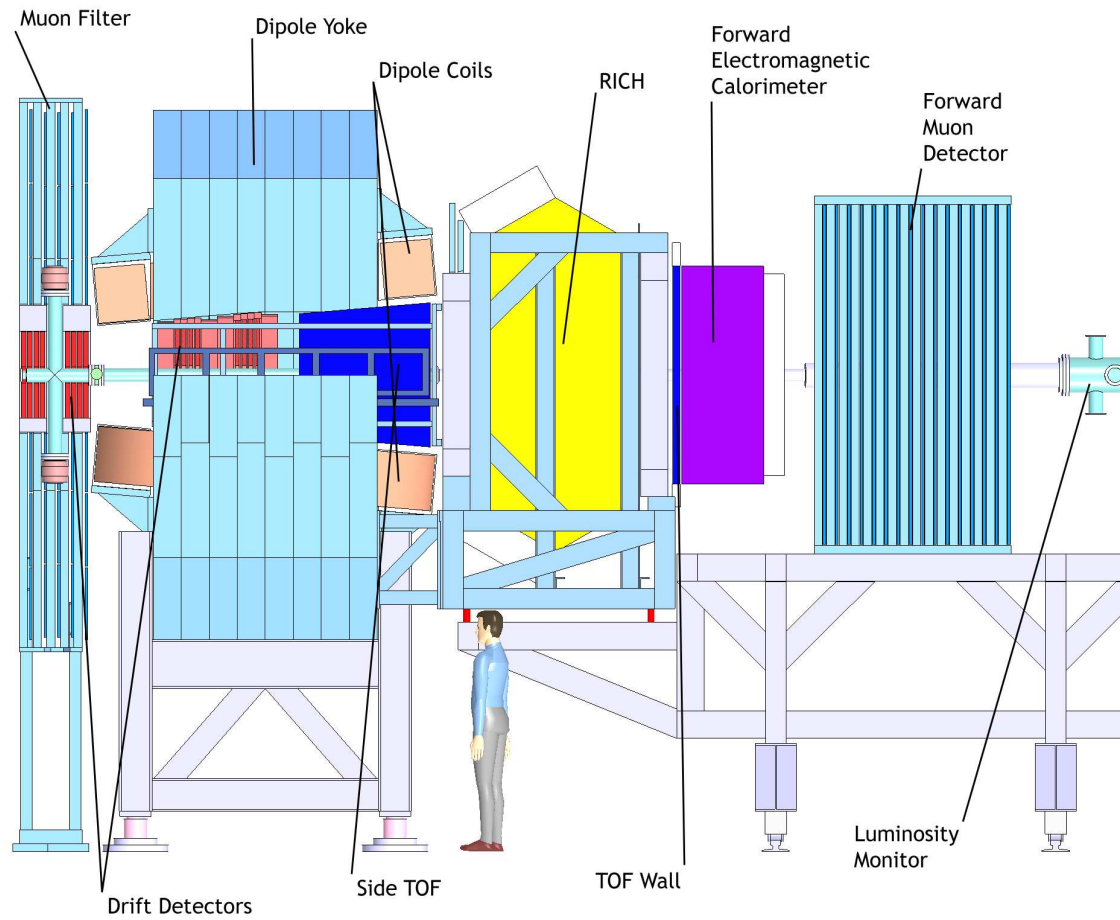 Muon Filter
Dipole Yoke
Dipole Coils
RICH
Forward
Electromagnetic
Calorimeter
Forward
Muon
Detector
Drift Detectors
Side TOF
TOF Wall
Luminosity
Monitor